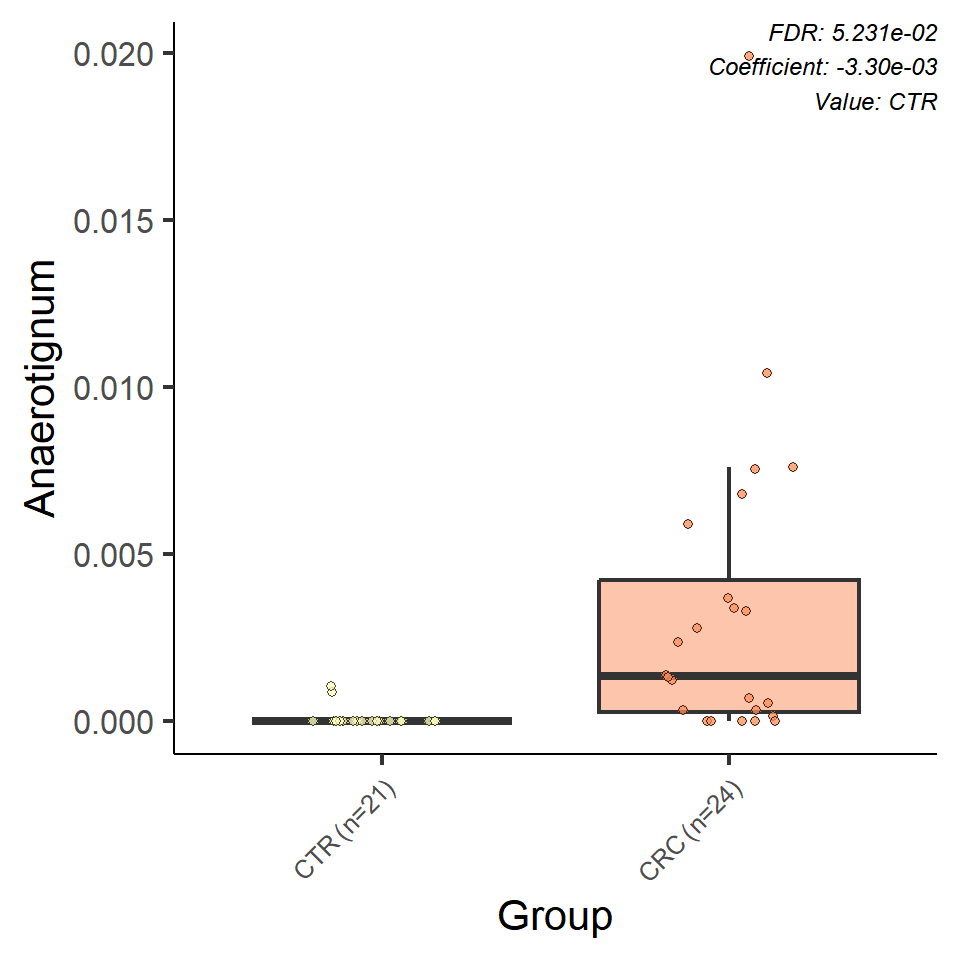 FDR: 5.231e-02
Coefficient: -3.30e-03
Value: CTR
0.020
0.015
0.010
0.005
0.000
Anaerotignum
CTR (n=21)
CRC (n=24)
Group